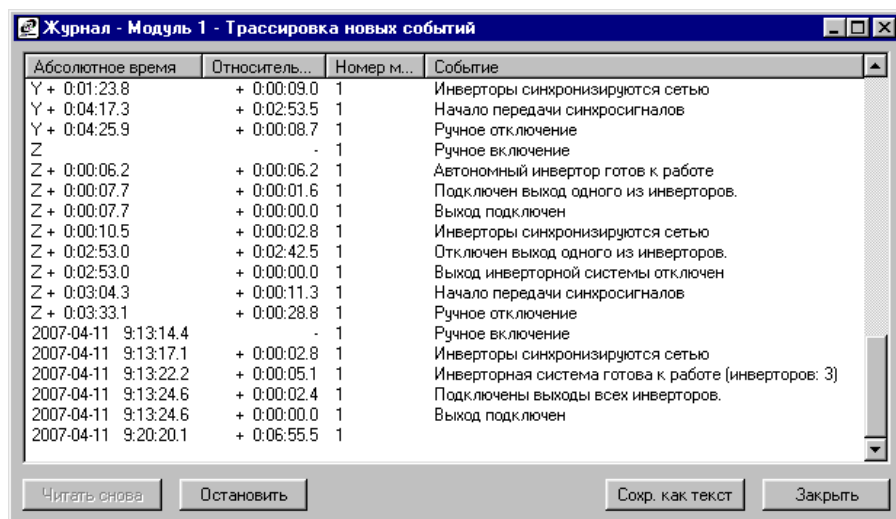 Журнал - Модуль 1 - Трассировка новых событий
Абсолютное время Относитель... Номер м... Событие
Y + 0:01:23.8 + 0:00:09.0 1 Инверторы синхронизируются сетью
Y + 0:04:17.3 + 0:02:53.5 1 Начало передачи синхросигналов
Y + 0:04:25.9 + 0:00:08.7 1 Ручное отключение
Z - 1 Ручное включение
Z + 0:00:06.2 + 0:00:06.2 1 Автономный инвертор готов к работе
Z + 0:00:07.7 + 0:00:01.6 1 Подключен выход одного из инверторов.
Z + 0:00:07.7 + 0:00:00.0 1 Выход подключен
Z + 0:00:10.5 + 0:00:02.8 1 Инверторы синхронизируются сетью
Z + 0:02:53.0 + 0:02:42.5 1 Отключен выход одного из инверторов.
Z + 0:02:53.0 + 0:00:00.0 1 Выход инверторной системы отключен
Z + 0:03:04.3 + 0:00:11.3 1 Начало передачи синхросигналов
Z + 0:03:33.1 + 0:00:28.8 1 Ручное отключение
2007-04-11 9:13:14.4 - 1 Ручное включение
2007-04-11 9:13:17.1 + 0:00:02.8 1 Инверторы синхронизируются сетью
2007-04-11 9:13:22.2 + 0:00:05.1 1 Инверторная система готова к работе (инверторов: 3)
2007-04-11 9:13:24.6 + 0:00:02.4 1 Подключены выходы всех инверторов.
2007-04-11 9:13:24.6 + 0:00:00.0 1 Выход подключен
2007-04-11 9:20:20.1 + 0:06:55.5 1
Читать снова Остановить Сохр. как текст Закрыть